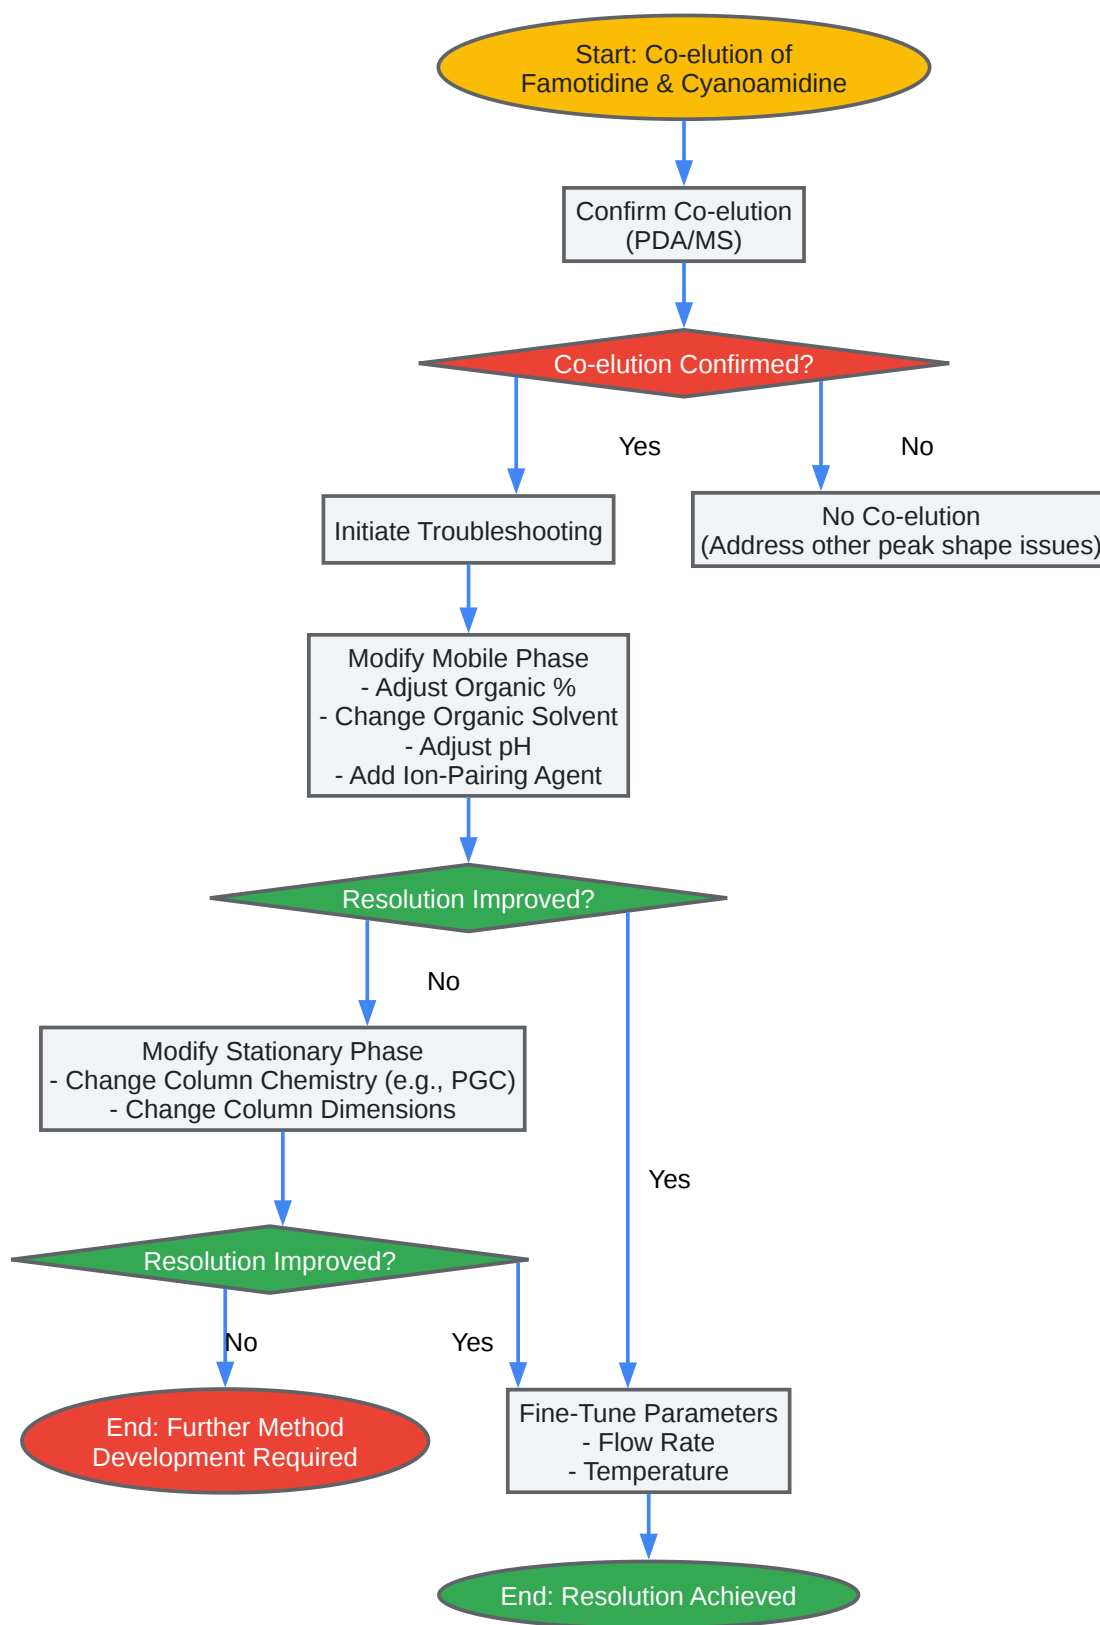 Start: Co-elution of
Famotidine & Cyanoamidine
Confirm Co-elution
(PDA/MS)
Co-elution Confirmed?
Yes
No
Initiate Troubleshooting
No Co-elution
(Address other peak shape issues)
Modify Mobile Phase
- Adjust Organic %
- Change Organic Solvent
- Adjust pH
- Add Ion-Pairing Agent
Resolution Improved?
No
Modify Stationary Phase
- Change Column Chemistry (e.g., PGC)
- Change Column Dimensions
Yes
Resolution Improved?
No
Yes
End: Further Method
Development Required
Fine-Tune Parameters
- Flow Rate
- Temperature
End: Resolution Achieved